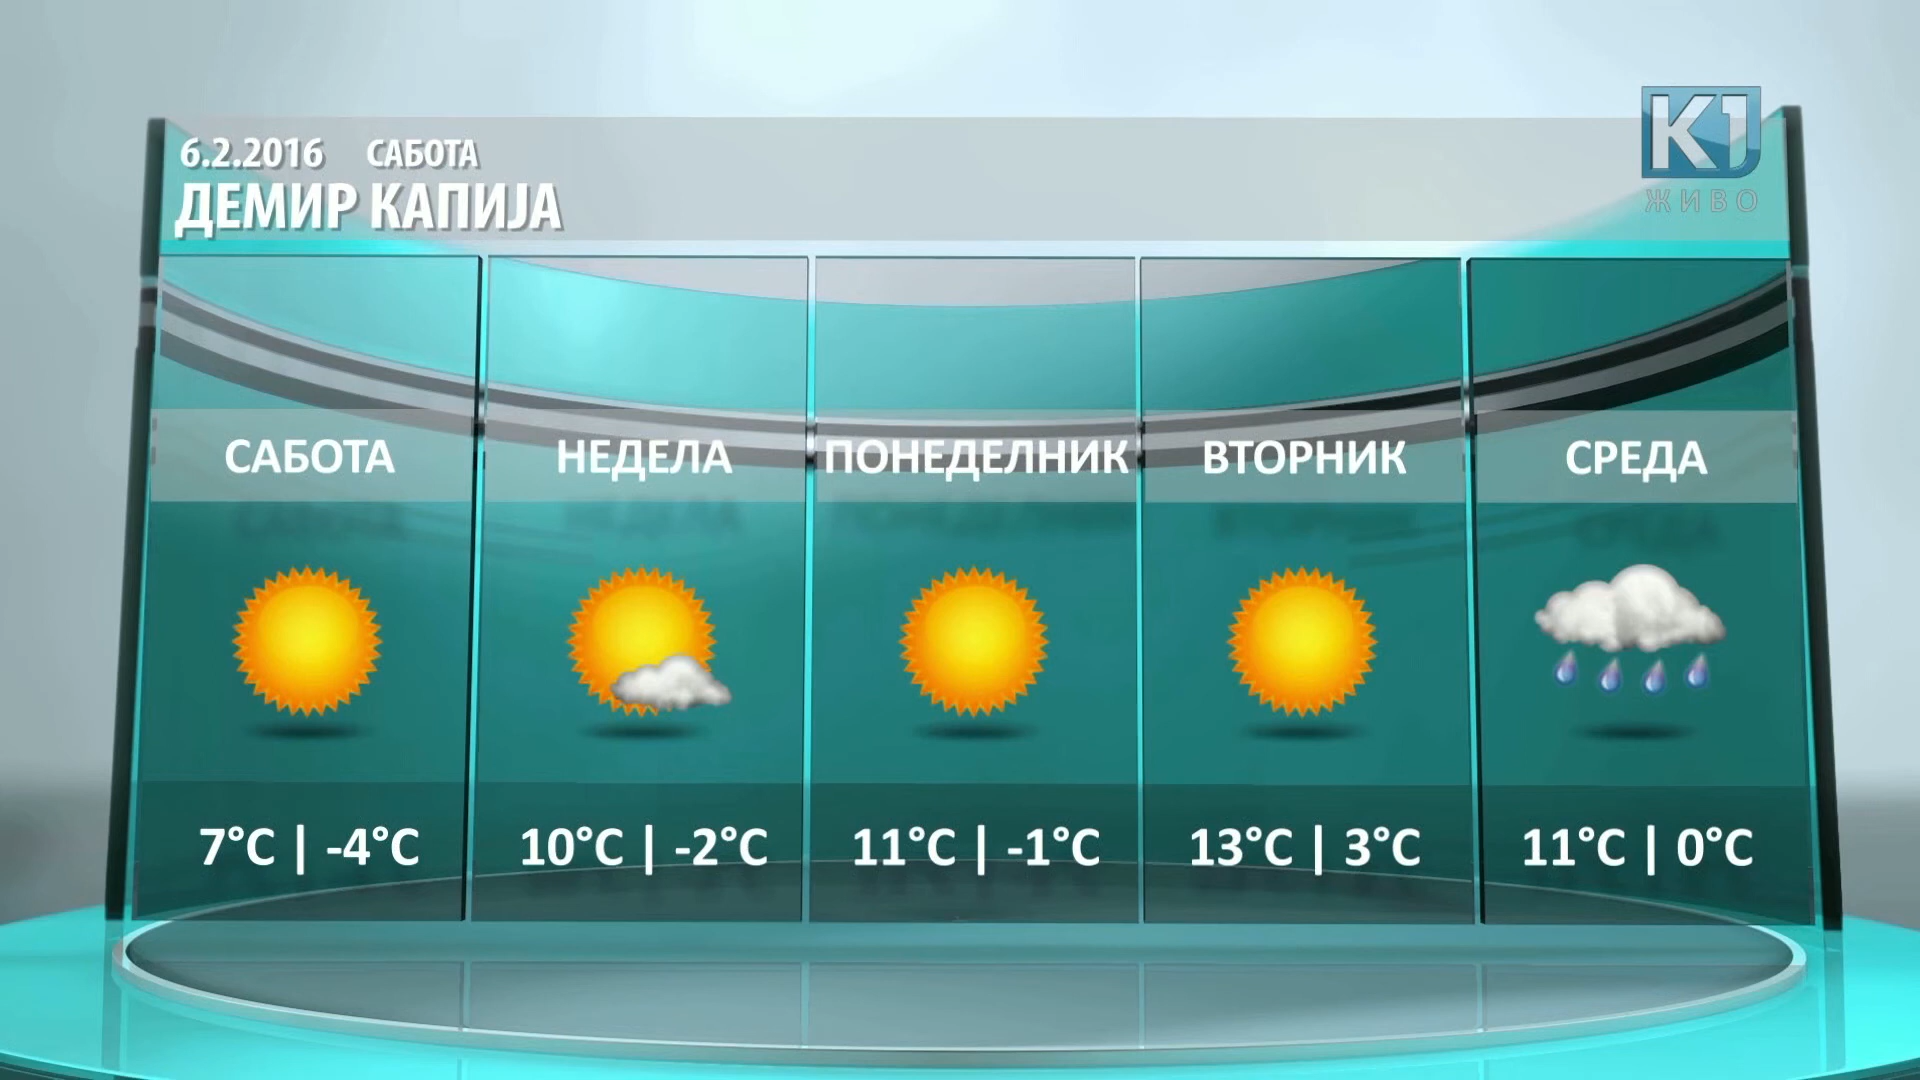 6.2.2016 САБОТА
ДЕМИР КАПИЈА
К1
ЖИВО
САБОТА НЕДЕЛА ПОНЕДЕЛНИК ВТОРНИК СРЕДА
7°C | -4°C 10°C | -2°C 11°C | -1°C 13°C | 3°C 11°C | 0°C